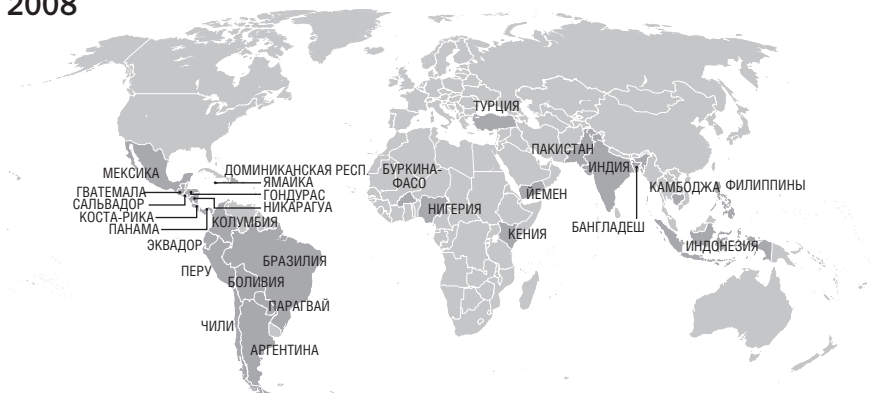 2008
ТУРЦИЯ
ПАКИСТАН
ИНДИЯ
МЕКСИКА
ДОМИНИКАНСКАЯ РЕСП.
БУРКИНА-
ФАСО
ЯМАЙКА
ГВАТЕМАЛА
ГОНДУРАС
ЙЕМЕН
КАМБОДЖА
ФИЛИППИНЫ
САЛЬВАДОР
НИКАРАГУА
НИГЕРИЯ
КОСТА-РИКА
КОЛУМБИЯ
ПАНАМА
КЕНИЯ
БАНГЛАДЕШ
ЭКВАДОР
ИНДОНЕЗИЯ
БРАЗИЛИЯ
ПЕРУ
БОЛИВИЯ
ПАРАГВАЙ
ЧИЛИ
АРГЕНТИНА